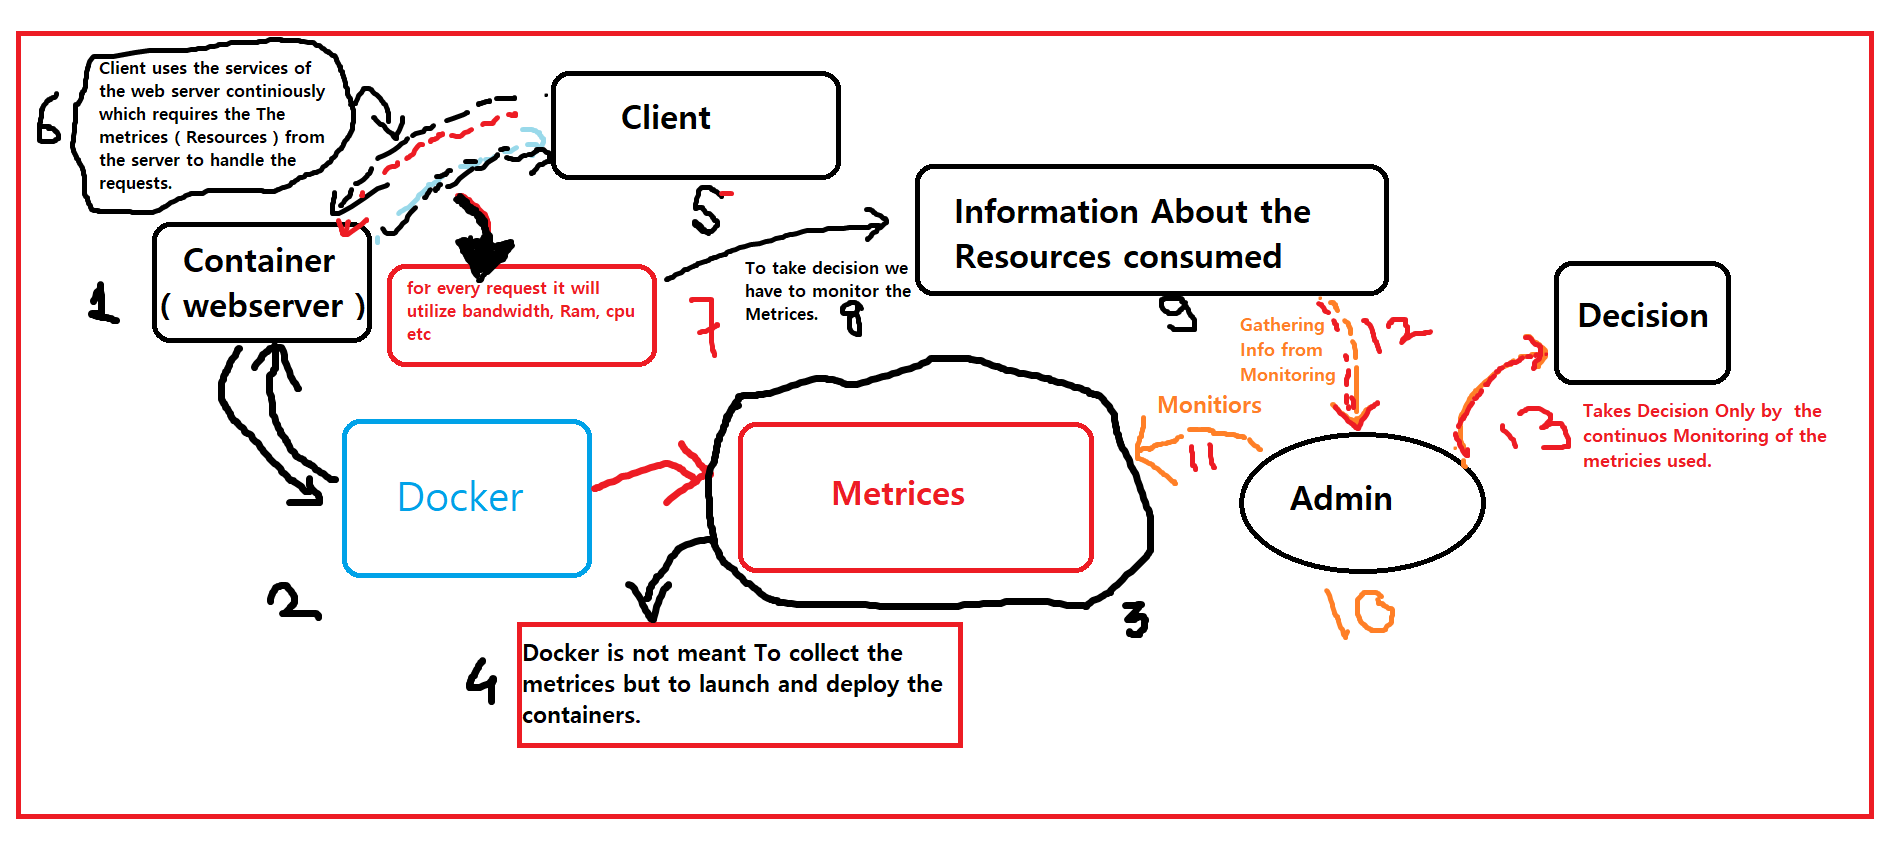 6
Client uses the services of
the web server continiously
which requires the The
metrices ( Resources ) from
the server to handle the
requests.
Client
5
1
Container
( webserver )
for every request it will
utilize bandwidth, Ram, cpu
etc
7
To take decision we
have to monitor the
Metrices.
8
Information About the
Resources consumed
9
Gathering
Info from
Monitoring
12
Decision
13
Takes Decision Only by  the
continuos Monitoring of the
metricies used.
Monitiors
11
Admin
10
Docker
2
Metrices
3
4
Docker is not meant To collect the
metrices but to launch and deploy the
containers.